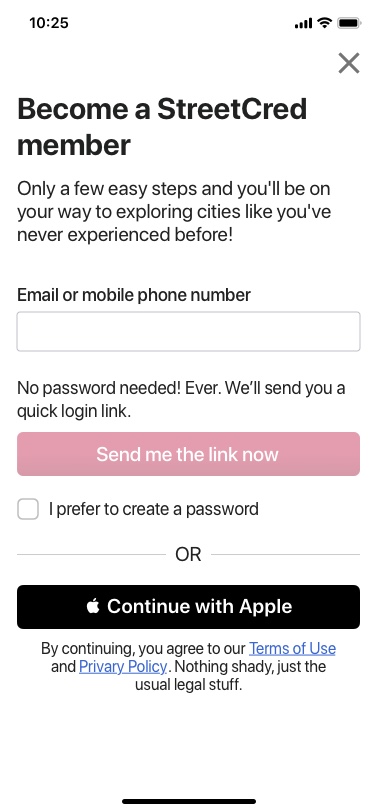 10:25
Become a StreetCred
member
Only a few easy steps and you'll be on
your way to exploring cities like you've
never experienced before!
Email or mobile phone number
No password needed! Ever. We’ll send you a
quick login link.
Send me the link now
I prefer to create a password
OR
Continue with Apple
By continuing, you agree to our Terms of Use
and Privary Policy. Nothing shady, just the
usual legal stuff.